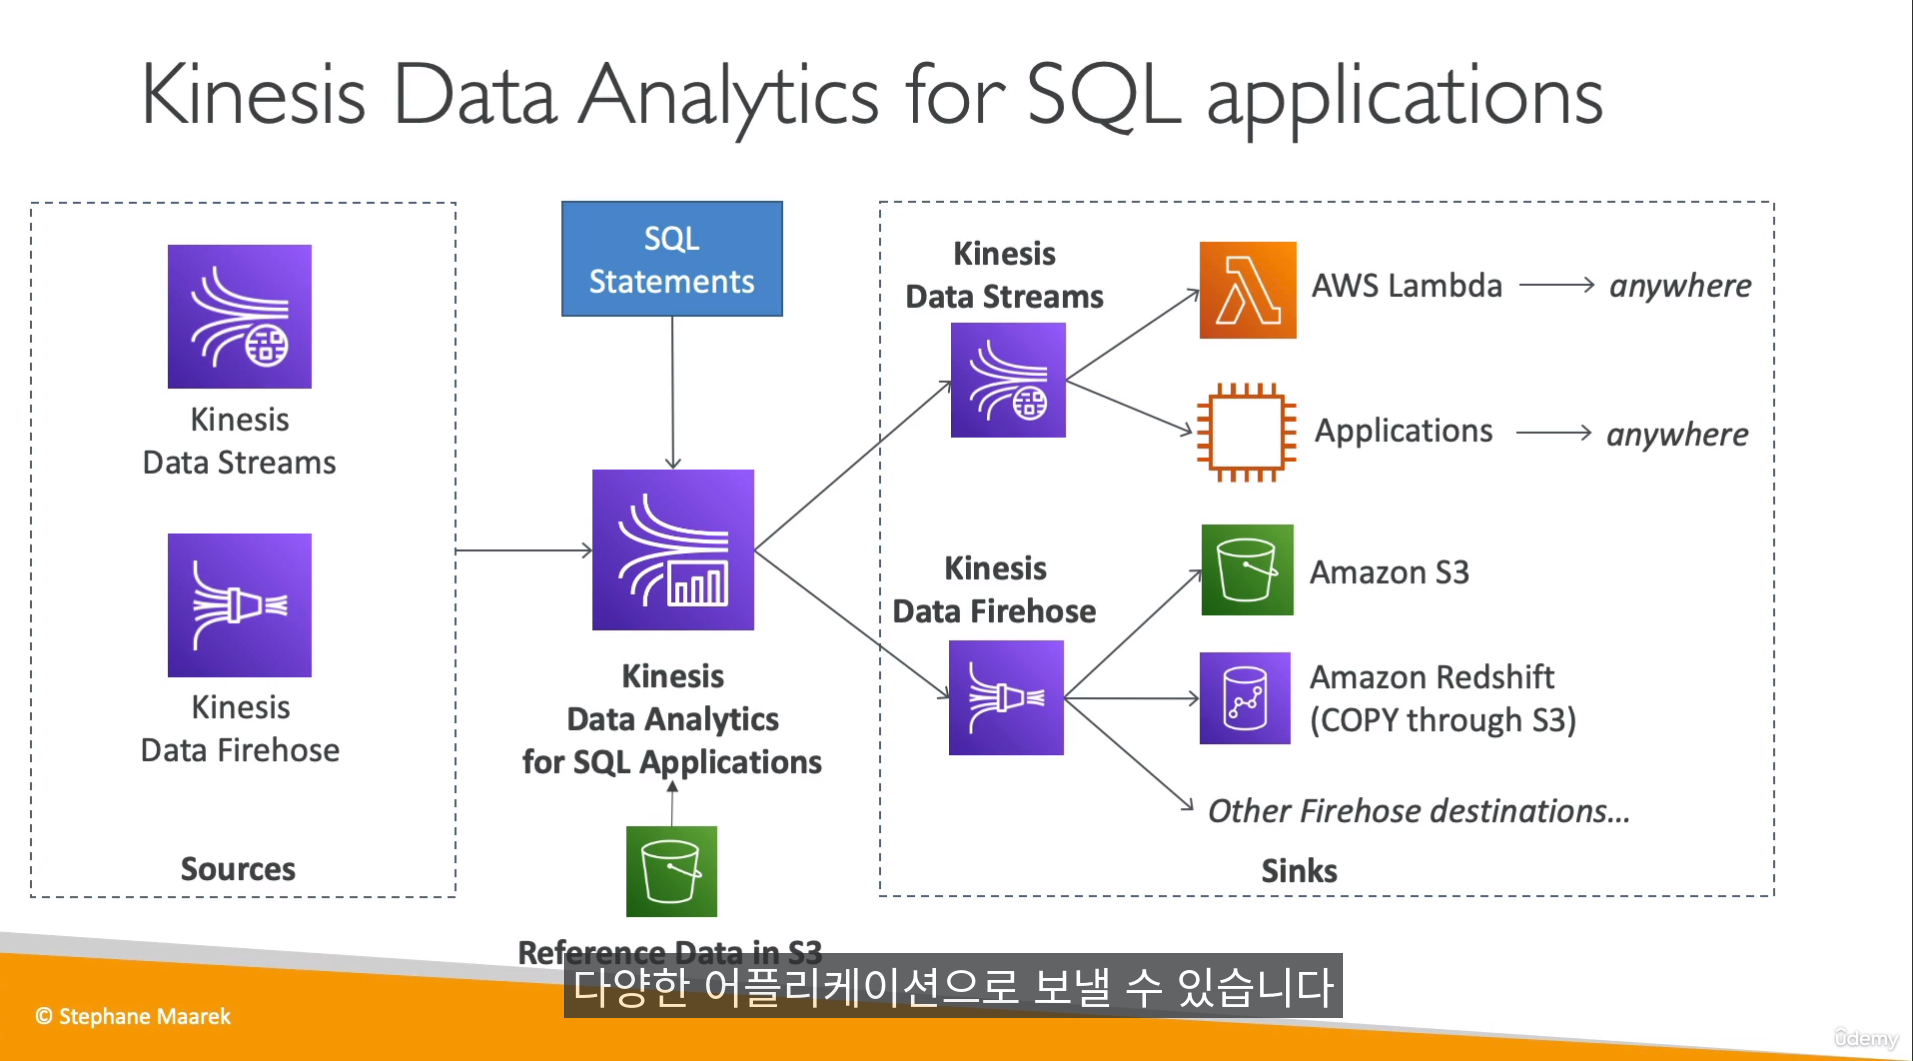 Kinesis Data Analytics for SQL applications
Kinesis
Data Streams
Kinesis
Data Firehose
Sources
SQL
Statements
Kinesis
Data Analytics
for SQL Applications
Reference Data in S3
Kinesis
Data Streams
AWS Lambda
anywhere
Applications
anywhere
Kinesis
Data Firehose
Amazon S3
Amazon Redshift
(COPY through S3)
Other Firehose destinations...
Sinks
다양한 어플리케이션으로 보낼 수 있습니다
© Stephane Maarek
ûdemy